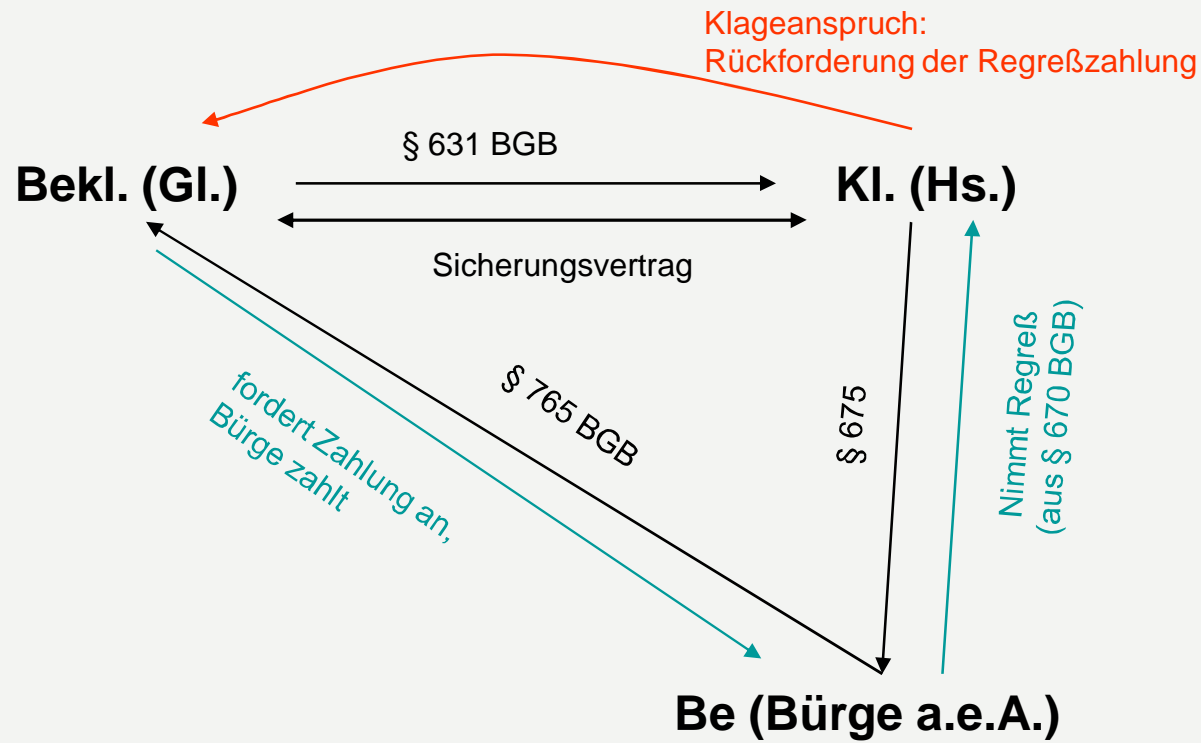 Klageanspruch:
Rückforderung der Regreßzahlung
§ 631 BGB
Bekl. (Gl.)
Kl. (Hs.)
Sicherungsvertrag
§ 765 BGB
fordert Zahlung an,
Bürge zahlt
§ 675
Nimmt Regreß
(aus § 670 BGB)
Be (Bürge a.e.A.)